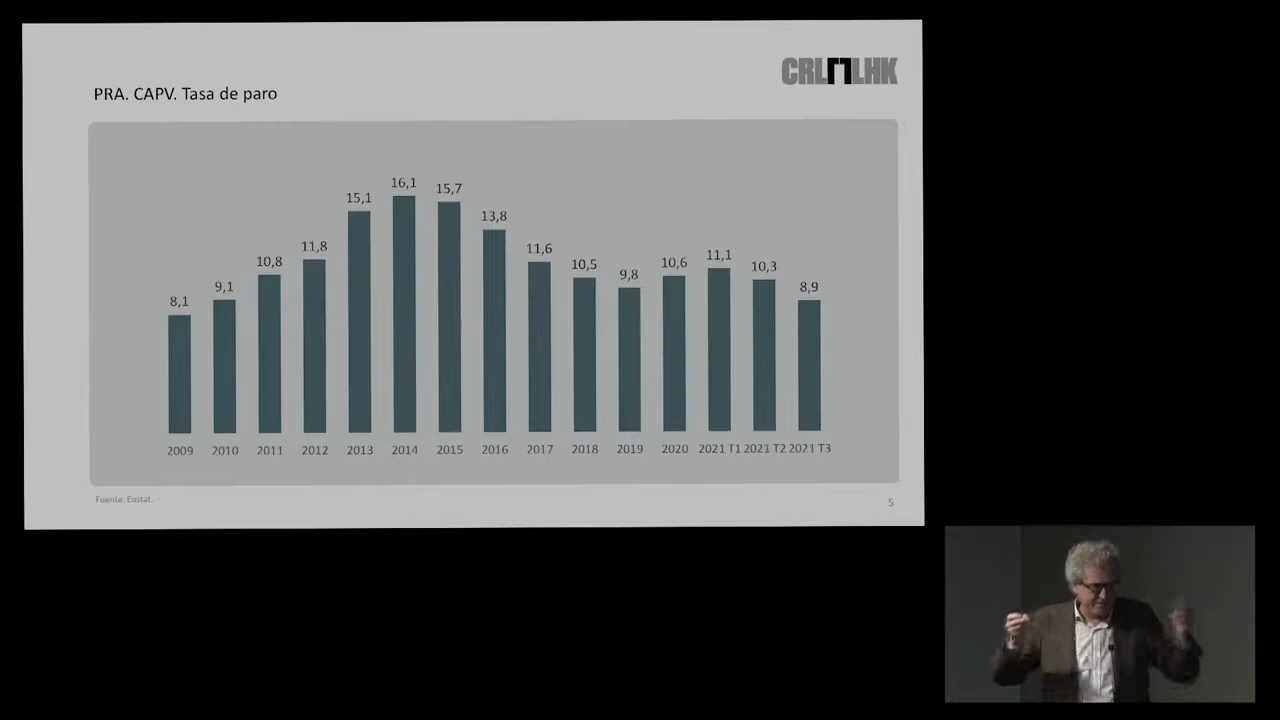 CRL LHK
PRA. CAPV. Tasa de paro
8,1 9,1 10,8 11,8 15,1 16,1 15,7 13,8 11,6 10,5 9,8 10,6 11,1 10,3 8,9
2009 2010 2011 2012 2013 2014 2015 2016 2017 2018 2019 2020 2021 T1 2021 T2 2021 T3
Fuente: Eustat.
5